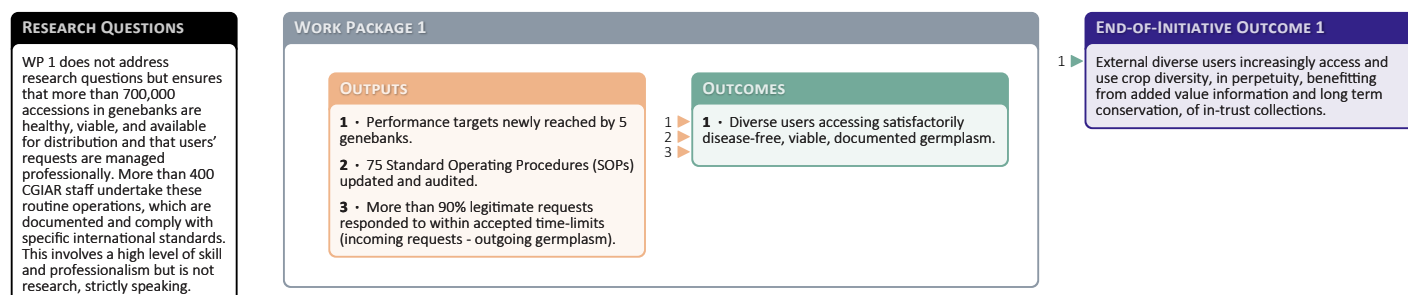 RESEARCH QUESTIONS
WP 1 does not address
research questions but ensures
that more than 700,000
accessions in genebanks are
healthy, viable, and available
for distribution and that users'
requests are managed
professionally. More than 400
CGIAR staff undertake these
routine operations, which are
documented and comply with
specific international standards.
This involves a high level of skill
and professionalism but is not
research, strictly speaking.
WORK PACKAGE 1
OUTPUTS
1 · Performance targets newly reached by 5
genebanks.
2 · 75 Standard Operating Procedures (SOPs)
updated and audited.
3 · More than 90% legitimate requests
responded to within accepted time-limits
(incoming requests - outgoing germplasm).
1
2
3
OUTCOMES
1 · Diverse users accessing satisfactorily
disease-free, viable, documented germplasm.
1
END-OF-INITIATIVE OUTCOME 1
External diverse users increasingly access and
use crop diversity, in perpetuity, benefitting
from added value information and long term
conservation, of in-trust collections.